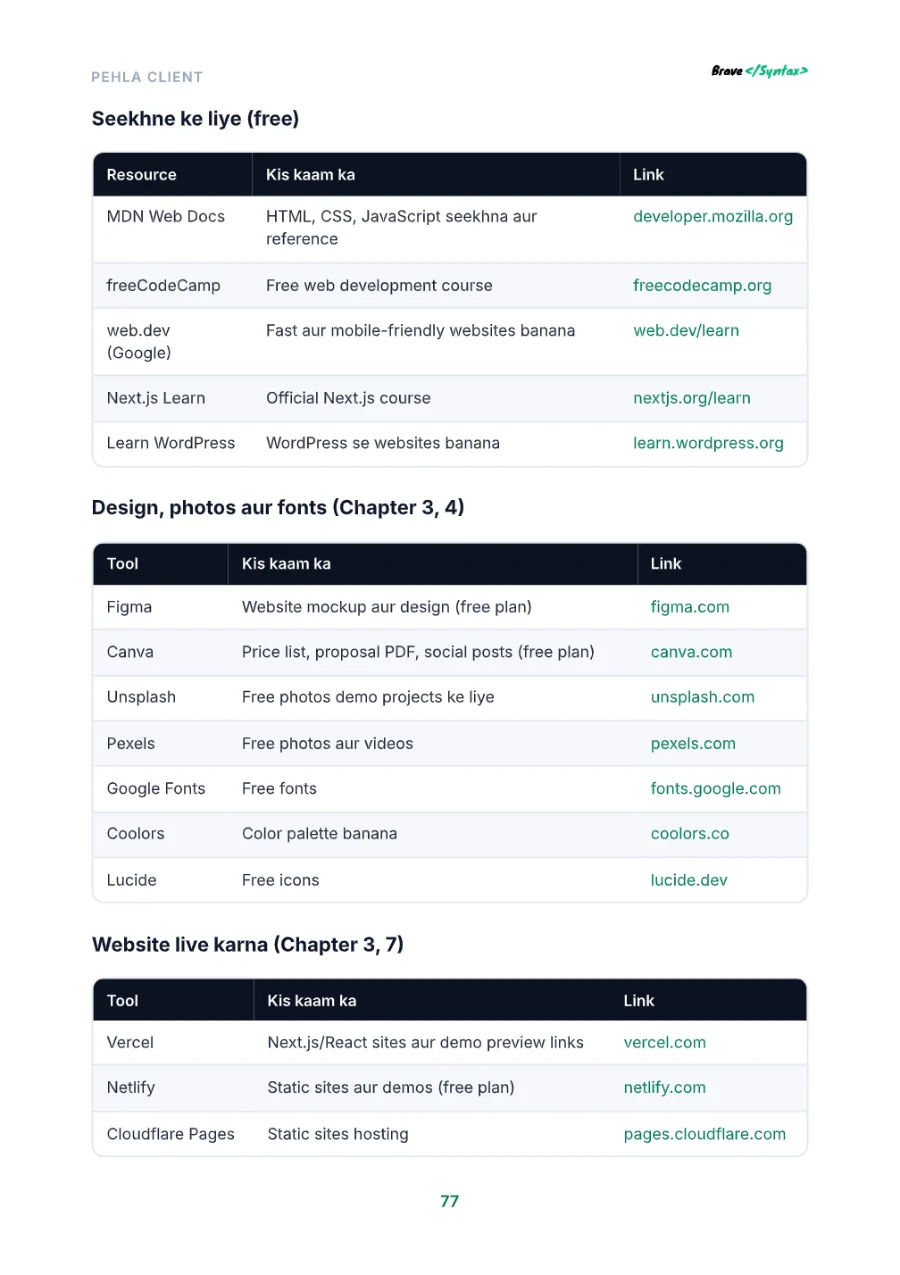 PEHLA CLIENT
Brave </Syntax>
Seekhne ke liye (free)
Resource Kis kaam ka Link
MDN Web Docs HTML, CSS, JavaScript seekhna aur developer.mozilla.org
reference
freeCodeCamp Free web development course freecodecamp.org
web.dev Fast aur mobile-friendly websites banana web.dev/learn
(Google)
Next.js Learn Official Next.js course nextjs.org/learn
Learn WordPress WordPress se websites banana learn.wordpress.org
Design, photos aur fonts (Chapter 3, 4)
Tool Kis kaam ka Link
Figma Website mockup aur design (free plan) figma.com
Canva Price list, proposal PDF, social posts (free plan) canva.com
Unsplash Free photos demo projects ke liye unsplash.com
Pexels Free photos aur videos pexels.com
Google Fonts Free fonts fonts.google.com
Coolors Color palette banana coolors.co
Lucide Free icons lucide.dev
Website live karna (Chapter 3, 7)
Tool Kis kaam ka Link
Vercel Next.js/React sites aur demo preview links vercel.com
Netlify Static sites aur demos (free plan) netlify.com
Cloudflare Pages Static sites hosting pages.cloudflare.com
77